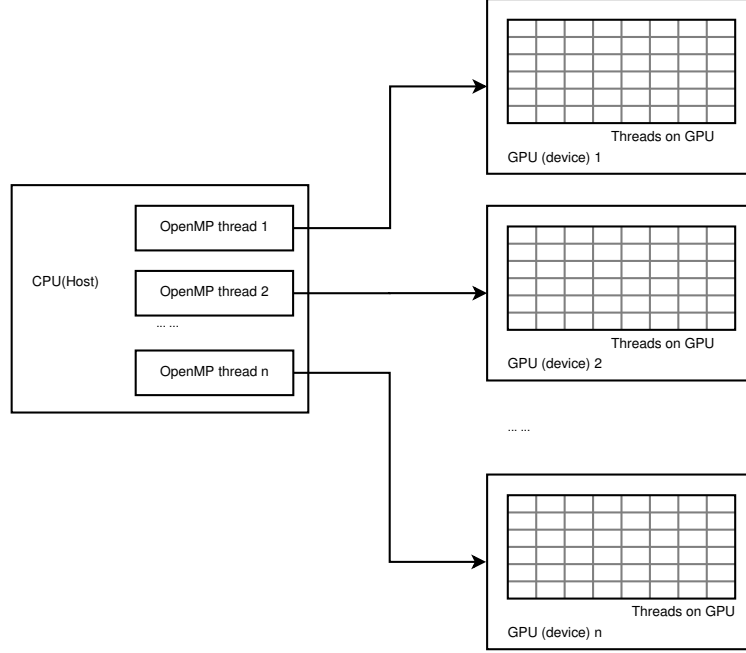 Threads on GPU
GPU (device) 1
OpenMP thread 1
CPU(Host)
OpenMP thread 2
... ...
OpenMP thread n
Threads on GPU
GPU (device) 2
... ...
Threads on GPU
GPU (device) n